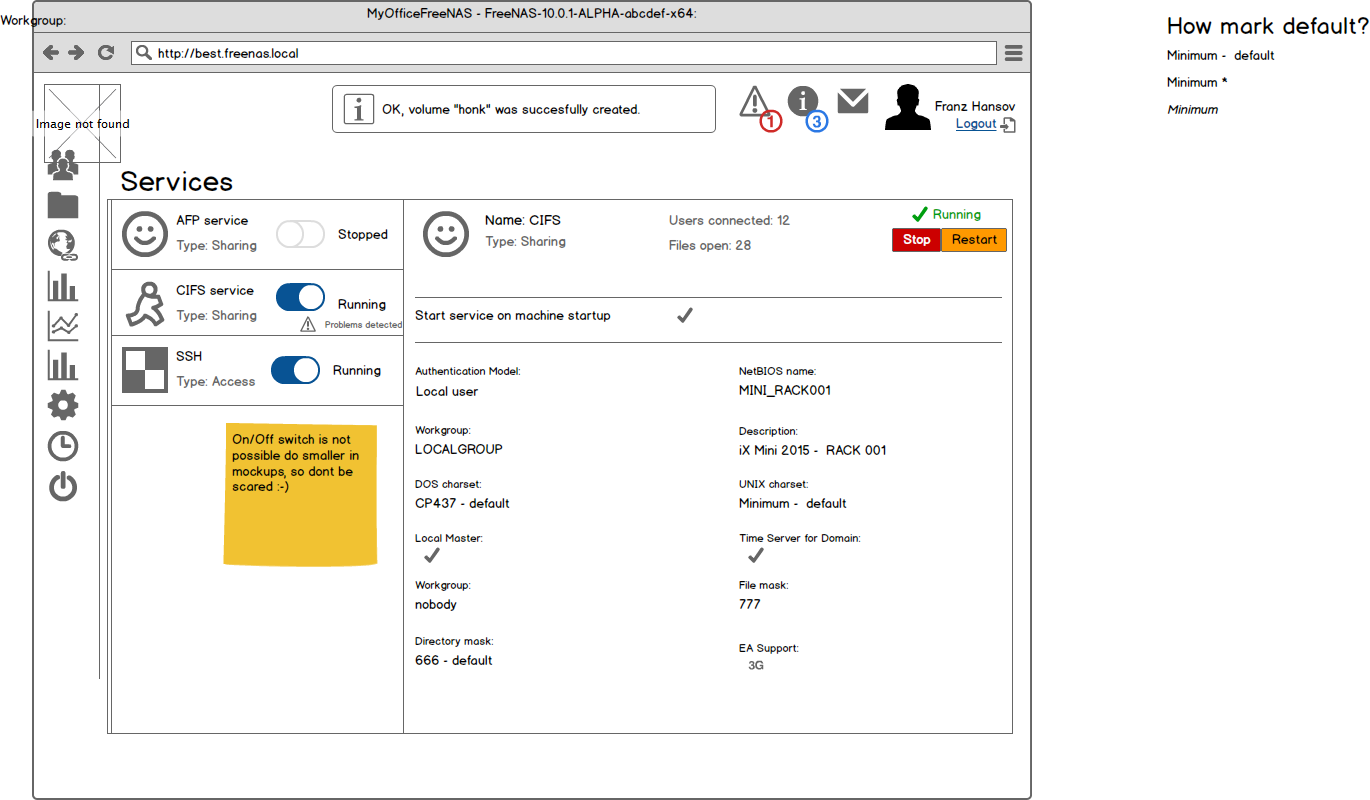 MyOfficeFreeNAS - FreeNAS-10.0.1-ALPHA-abcdef-x64:
Workgroup:
http://best.freenas.local
How mark default?
Minimum - default
Minimum *
Minimum
Image not found
OK, volume "honk" was succesfully created.
1
3
Franz Hansov
Logout
Services
AFP service
Type: Sharing
Stopped
CIFS service
Type: Sharing
Running
Problems detected
SSH
Type: Access
Running
On/Off switch is not
possible do smaller in
mockups, so dont be
scared :-)
Name: CIFS
Type: Sharing
Users connected: 12
Files open: 28
Running
Stop
Restart
Start service on machine startup
Authentication Model:
Local user
NetBIOS name:
MINI_RACK001
Workgroup:
LOCALGROUP
Description:
iX Mini 2015 - RACK 001
DOS charset:
CP437 - default
UNIX charset:
Minimum - default
Local Master:
Time Server for Domain:
Workgroup:
nobody
File mask:
777
Directory mask:
666 - default
EA Support:
3G